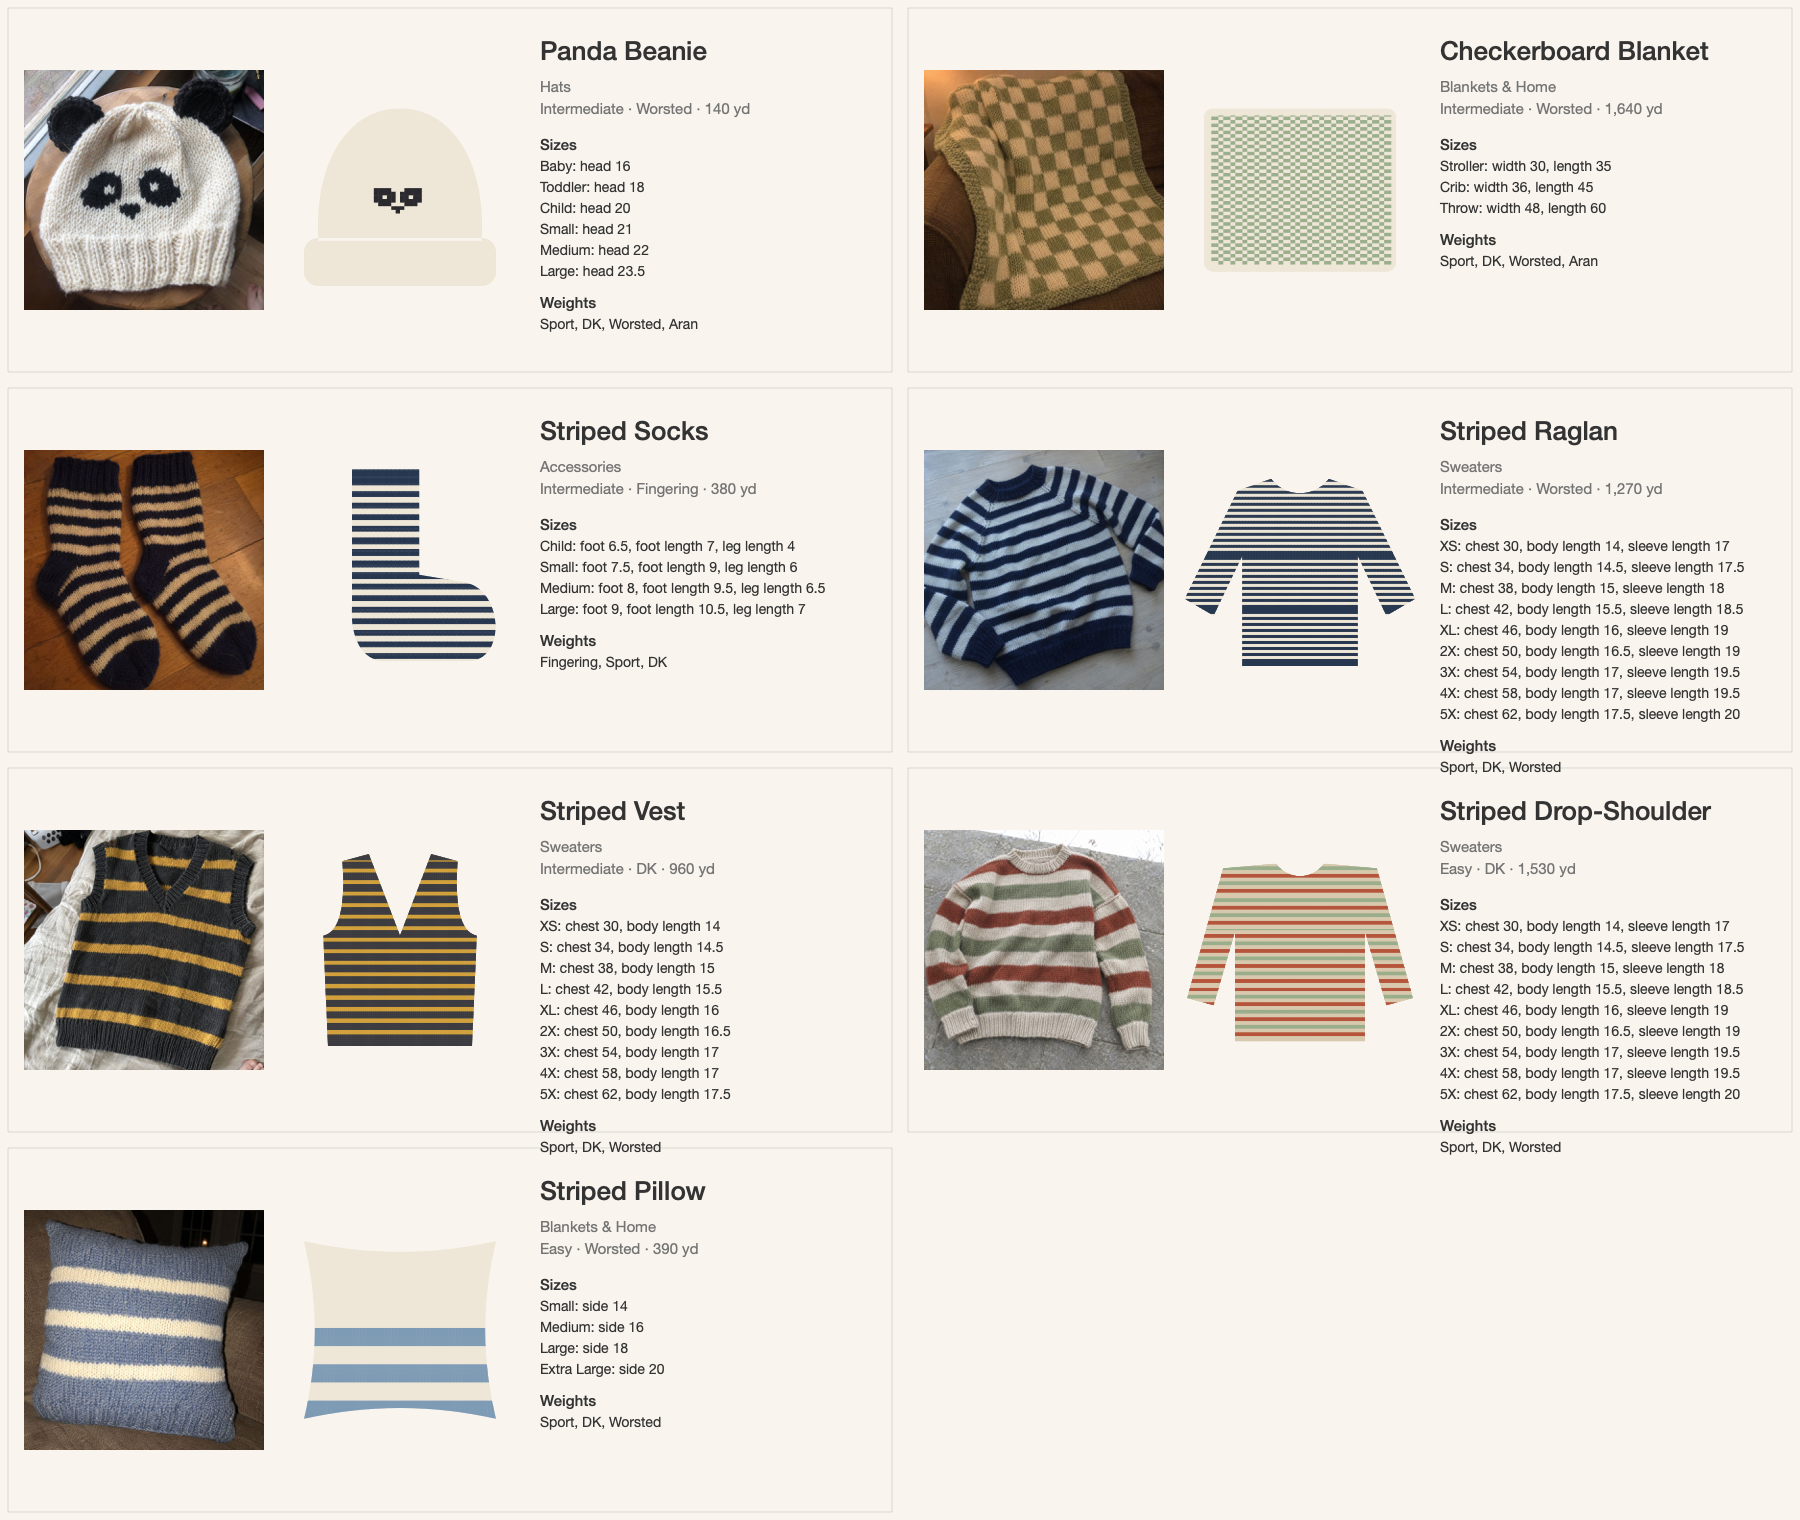 Panda Beanie
Hats
Intermediate · Worsted · 140 yd
Sizes
Baby: head 16
Toddler: head 18
Child: head 20
Small: head 21
Medium: head 22
Large: head 23.5
Weights
Sport, DK, Worsted, Aran
Checkerboard Blanket
Blankets & Home
Intermediate · Worsted · 1,640 yd
Sizes
Stroller: width 30, length 35
Crib: width 36, length 45
Throw: width 48, length 60
Weights
Sport, DK, Worsted, Aran
Striped Socks
Accessories
Intermediate · Fingering · 380 yd
Sizes
Child: foot 6.5, foot length 7, leg length 4
Small: foot 7.5, foot length 9, leg length 6
Medium: foot 8, foot length 9.5, leg length 6.5
Large: foot 9, foot length 10.5, leg length 7
Weights
Fingering, Sport, DK
Striped Raglan
Sweaters
Intermediate · Worsted · 1,270 yd
Sizes
XS: chest 30, body length 14, sleeve length 17
S: chest 34, body length 14.5, sleeve length 17.5
M: chest 38, body length 15, sleeve length 18
L: chest 42, body length 15.5, sleeve length 18.5
XL: chest 46, body length 16, sleeve length 19
2X: chest 50, body length 16.5, sleeve length 19
3X: chest 54, body length 17, sleeve length 19.5
4X: chest 58, body length 17, sleeve length 19.5
5X: chest 62, body length 17.5, sleeve length 20
Weights
Sport, DK, Worsted
Striped Vest
Sweaters
Intermediate · DK · 960 yd
Sizes
XS: chest 30, body length 14
S: chest 34, body length 14.5
M: chest 38, body length 15
L: chest 42, body length 15.5
XL: chest 46, body length 16
2X: chest 50, body length 16.5
3X: chest 54, body length 17
4X: chest 58, body length 17
5X: chest 62, body length 17.5
Weights
Sport, DK, Worsted
Striped Drop-Shoulder
Sweaters
Easy · DK · 1,530 yd
Sizes
XS: chest 30, body length 14, sleeve length 17
S: chest 34, body length 14.5, sleeve length 17.5
M: chest 38, body length 15, sleeve length 18
L: chest 42, body length 15.5, sleeve length 18.5
XL: chest 46, body length 16, sleeve length 19
2X: chest 50, body length 16.5, sleeve length 19
3X: chest 54, body length 17, sleeve length 19.5
4X: chest 58, body length 17, sleeve length 19.5
5X: chest 62, body length 17.5, sleeve length 20
Weights
Sport, DK, Worsted
Striped Pillow
Blankets & Home
Easy · Worsted · 390 yd
Sizes
Small: side 14
Medium: side 16
Large: side 18
Extra Large: side 20
Weights
Sport, DK, Worsted